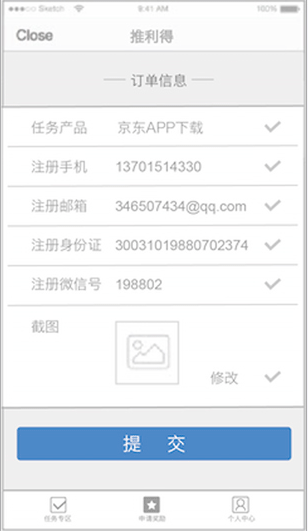 Sketch 9:41 AM 100%
Close 推利得
订单信息
任务产品 京东APP下载
注册手机 13701514330
注册邮箱 346507434@qq.com
注册身份证 30031019880702374
注册微信号 198802
截图
修改
提 交
任务专区 申请奖励 个人中心